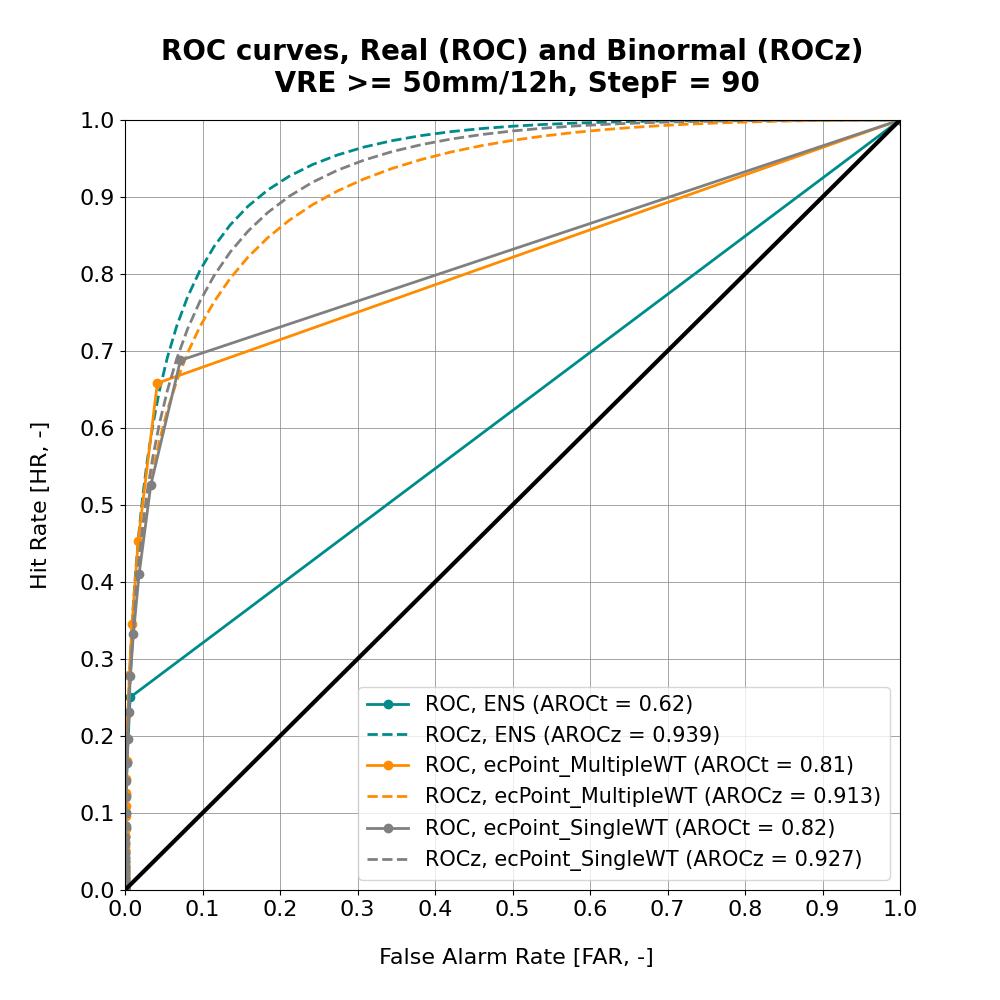 ROC curves, Real (ROC) and Binormal (ROCz)
VRE >= 50mm/12h, StepF = 90
1.0
0.9
0.8
0.7
0.6
0.5
0.4
0.3
0.2
0.1
0.0
Hit Rate [HR, -]
ROC, ENS (AROCt = 0.62)
ROCz, ENS (AROCz = 0.939)
ROC, ecPoint_MultipleWT (AROCt = 0.81)
ROCz, ecPoint_MultipleWT (AROCz = 0.913)
ROC, ecPoint_SingleWT (AROCt = 0.82)
ROCz, ecPoint_SingleWT (AROCz = 0.927)
0.0 0.1 0.2 0.3 0.4 0.5 0.6 0.7 0.8 0.9 1.0
False Alarm Rate [FAR, -]